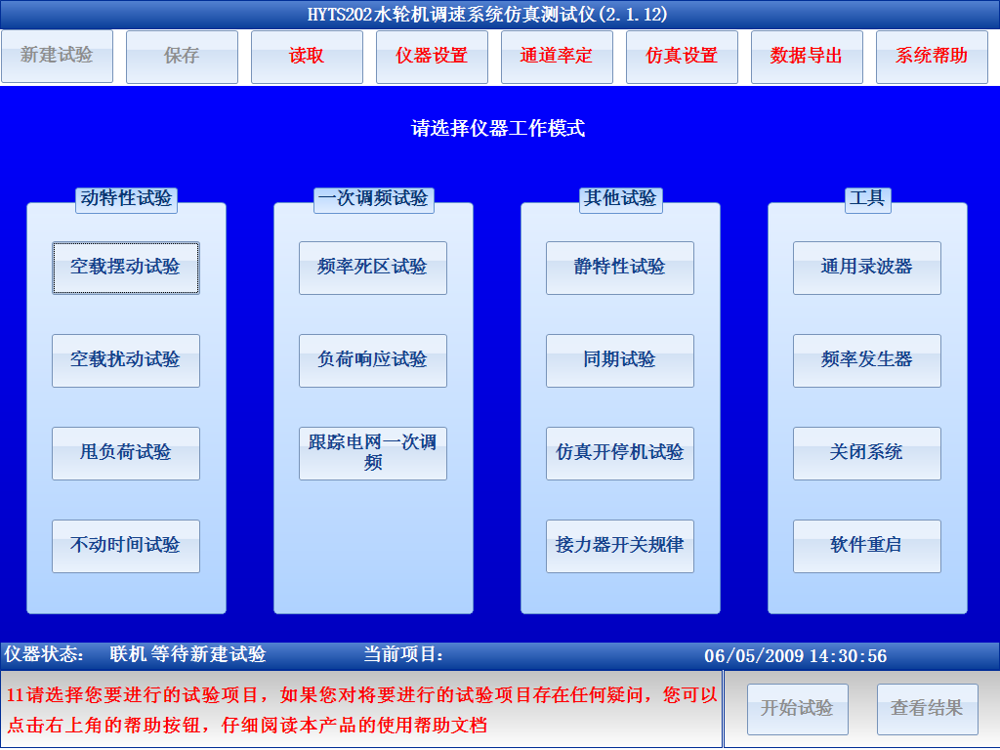 HYTS202水轮机调速系统仿真测试仪(2.1.12)
新建试验
保存
读取
仪器设置
通道率定
仿真设置
数据导出
系统帮助
请选择仪器工作模式
动特性试验
空载摆动试验
空载扰动试验
甩负荷试验
不动时间试验
一次调频试验
频率死区试验
负荷响应试验
跟踪电网一次调
频
其他试验
静特性试验
同期试验
仿真开停机试验
接力器开关规律
工具
通用录波器
频率发生器
关闭系统
软件重启
仪器状态: 联机 等待新建试验 当前项目: 06/05/2009 14:30:56
11请选择您要进行的试验项目，如果您对将要进行的试验项目存在任何疑问，您可以
点击右上角的帮助按钮，仔细阅读本产品的使用帮助文档
开始试验
查看结果